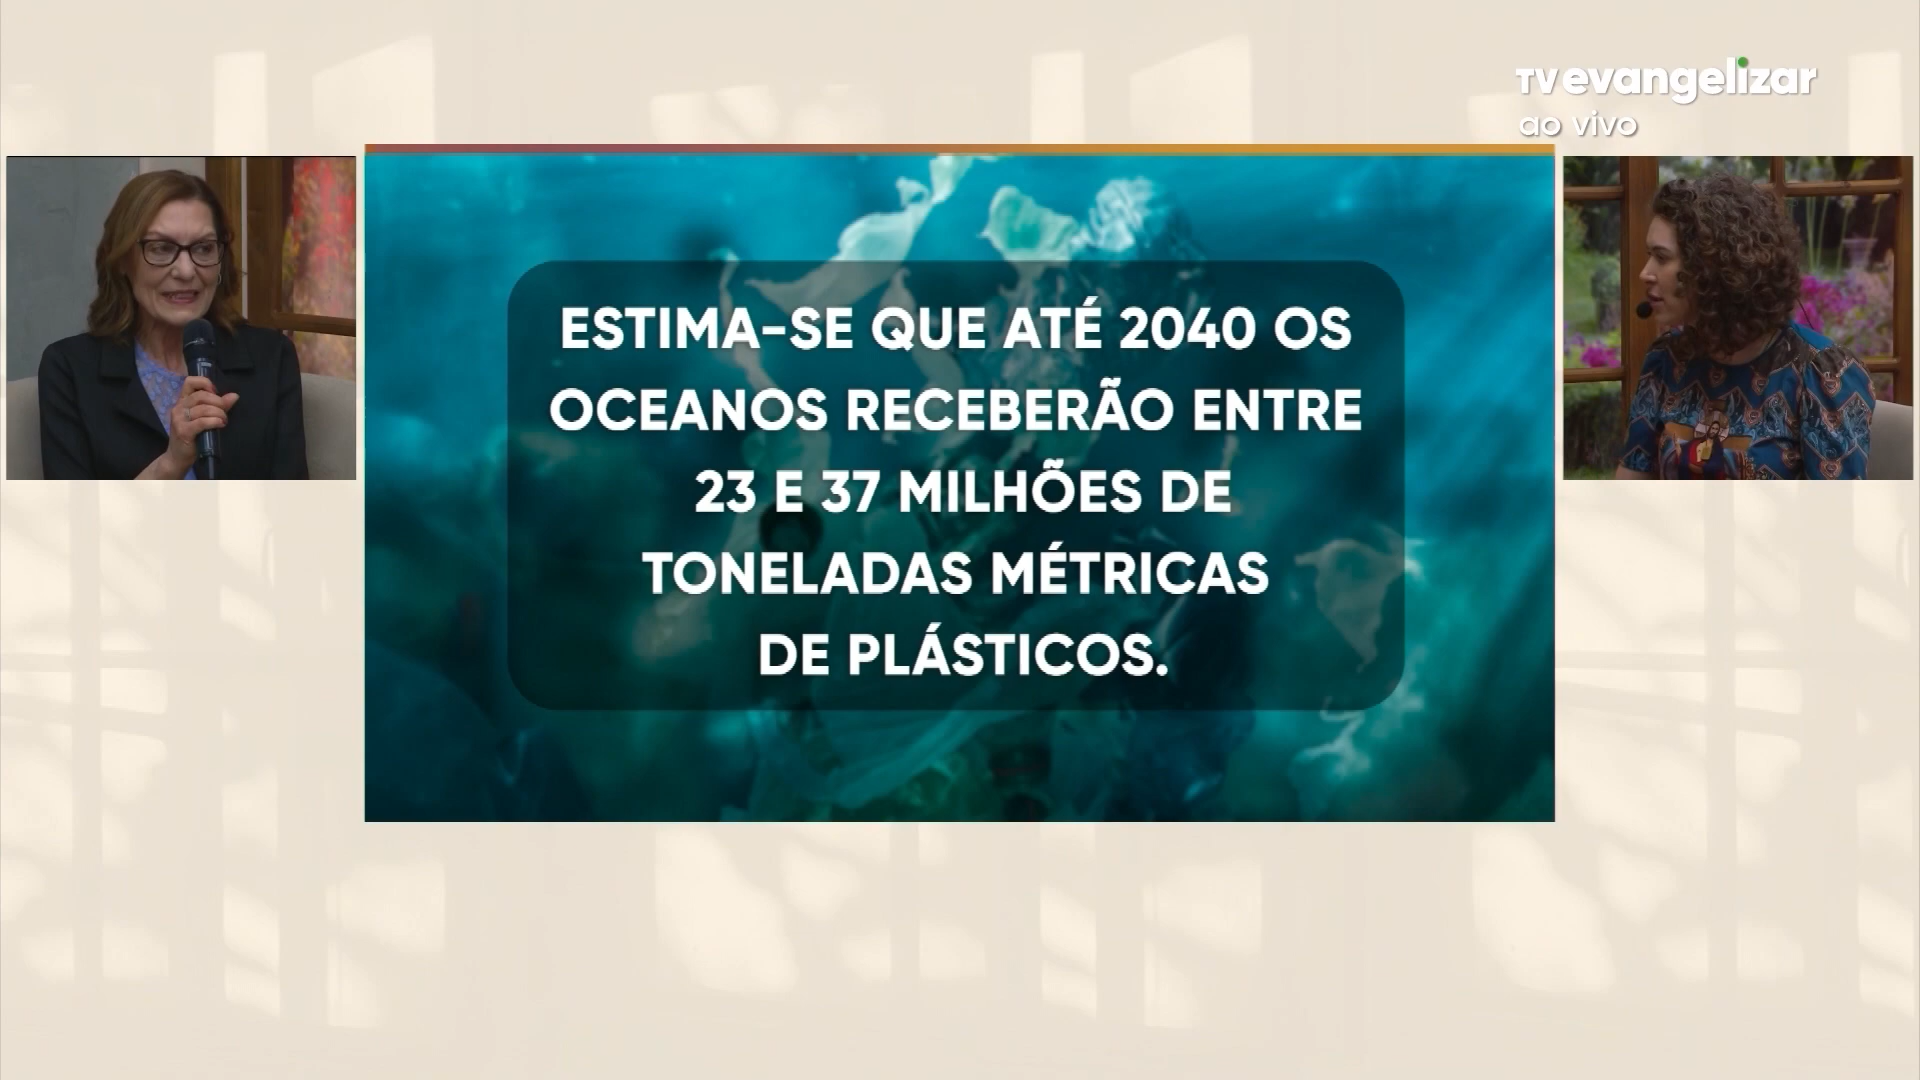 TV evangelizar
ao vivo
ESTIMA-SE QUE ATÉ 2040 OS
OCEANOS RECEBERÃO ENTRE
23 E 37 MILHÕES DE
TONELADAS MÉTRICAS
DE PLÁSTICOS.